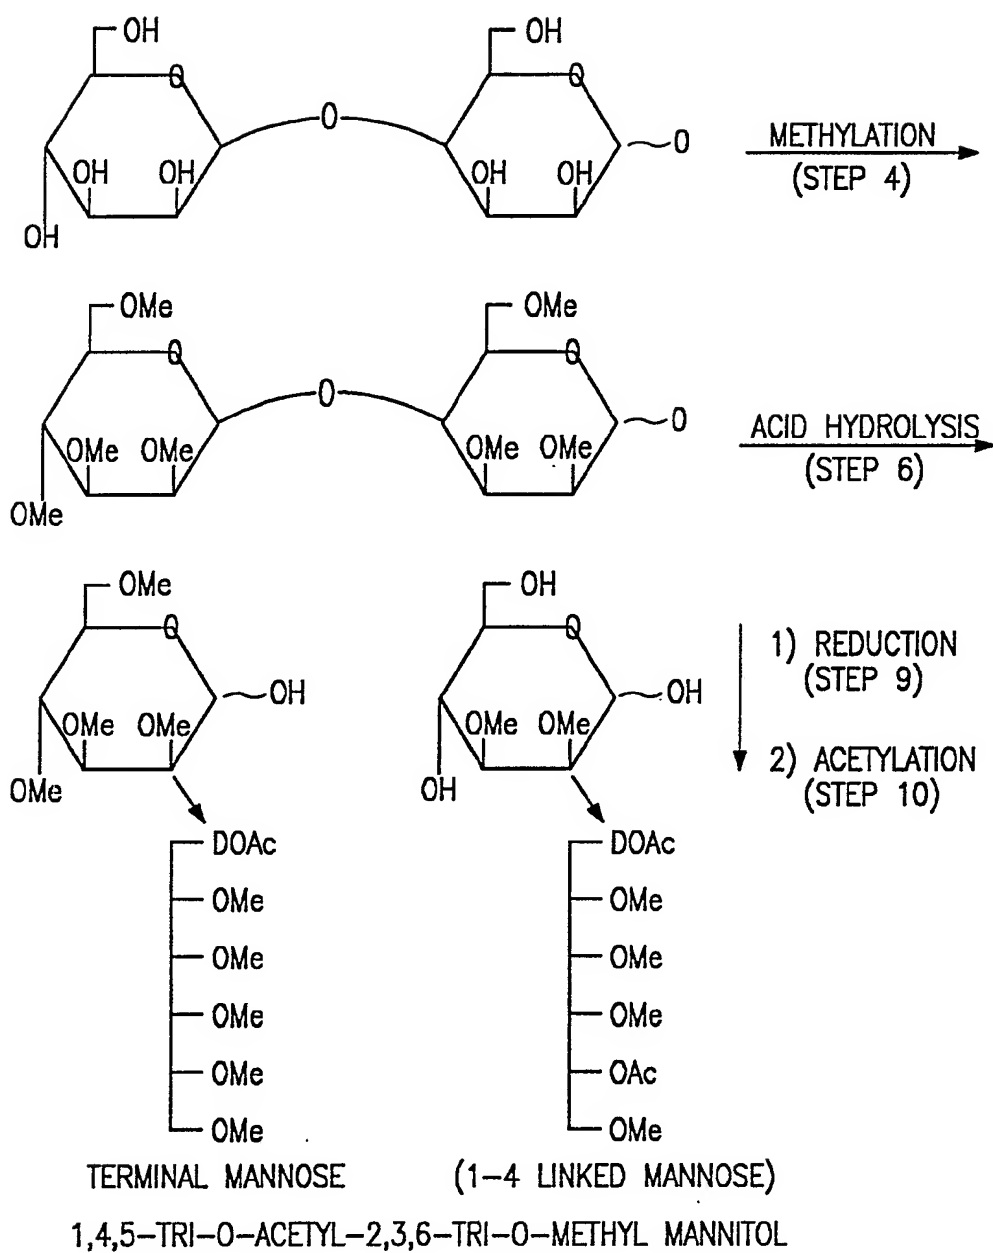 OH OH
O O O
OH OH OH OH ~O
OH
METHYLATION
(STEP 4)
OMe OMe
O O O
OMe OMe OMe OMe ~O
OMe
ACID HYDROLYSIS
(STEP 6)
OMe OH
O O
~OH ~OH
OMe OMe OMe OMe
OMe OH
1) REDUCTION
(STEP 9)
2) ACETYLATION
(STEP 10)
DOAc DOAc
OMe OMe
OMe OMe
OMe OMe
OMe OAc
OMe OMe
TERMINAL MANNOSE (1-4 LINKED MANNOSE)
1,4,5-TRI-O-ACETYL-2,3,6-TRI-O-METHYL MANNITOL